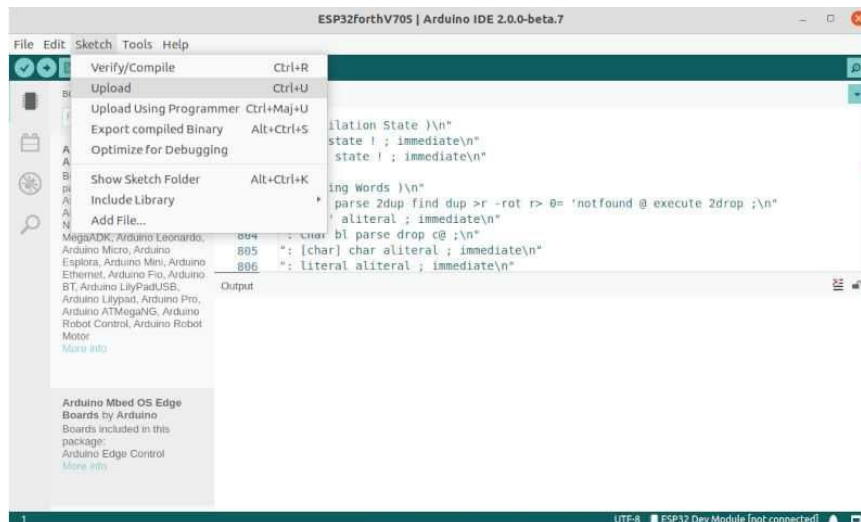 ESP32forthV705 | Arduino IDE 2.0.0-beta.7
File Edit Sketch Tools Help
Verify/Compile Ctrl+R
Upload Ctrl+U
Upload Using Programmer Ctrl+Maj+U
Export compiled Binary Alt+Ctrl+S
Optimize for Debugging
Show Sketch Folder Alt+Ctrl+K
Include Library
Add File...
ilation State )\n"
state ! ; immediate\n"
state ! ; immediate\n"
ing Words )\n"
parse 2dup find dup >r -rot r> 0= 'notfound @ execute 2drop ;\n"
' aliteral ; immediate\n"
804 ": char bl parse drop c@ ;\n"
805 ": [char] char aliteral ; immediate\n"
806 ": literal aliteral ; immediate\n"
MegaADK, Arduino Leonardo,
Arduino Micro, Arduino
Esplora, Arduino Mini, Arduino
Ethernet, Arduino Fio, Arduino
BT, Arduino LilyPadUSB,
Arduino Lilypad, Arduino Pro,
Arduino ATMegaNG, Arduino
Robot Control, Arduino Robot
Motor
More info
Arduino Mbed OS Edge
Boards by Arduino
Boards included in this
package:
Arduino Edge Control
More info
Output
1
UTF-8 ESP32 Dev Module [not connected]